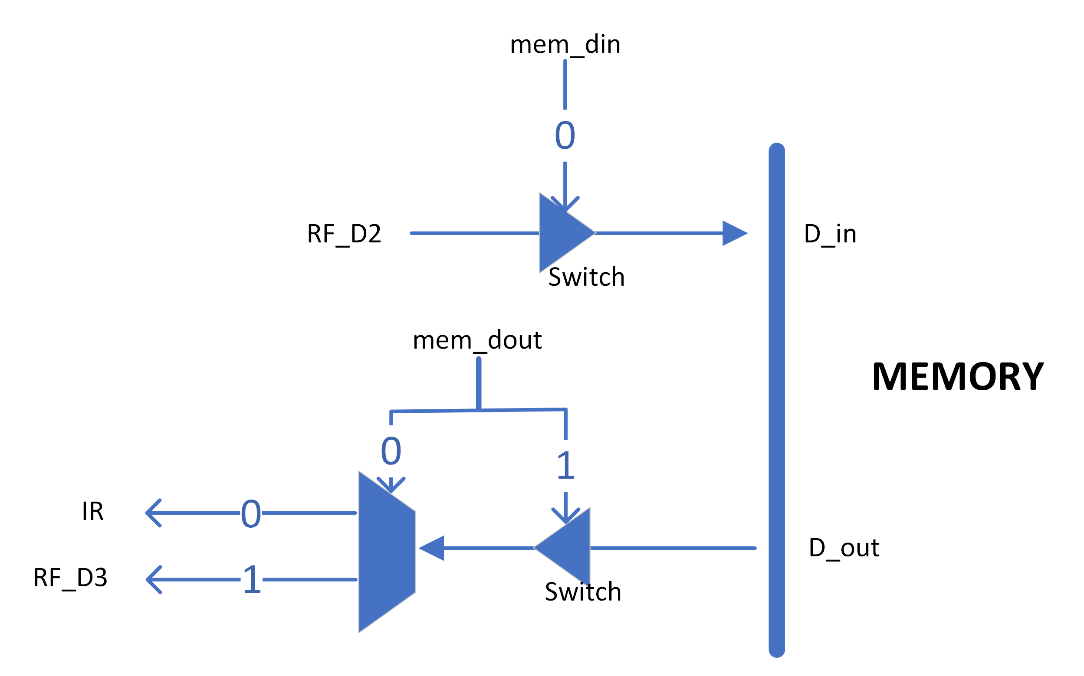 mem_din
0
RF_D2
D_in
Switch
mem_dout
MEMORY
0
1
IR
0
D_out
RF_D3
1
Switch